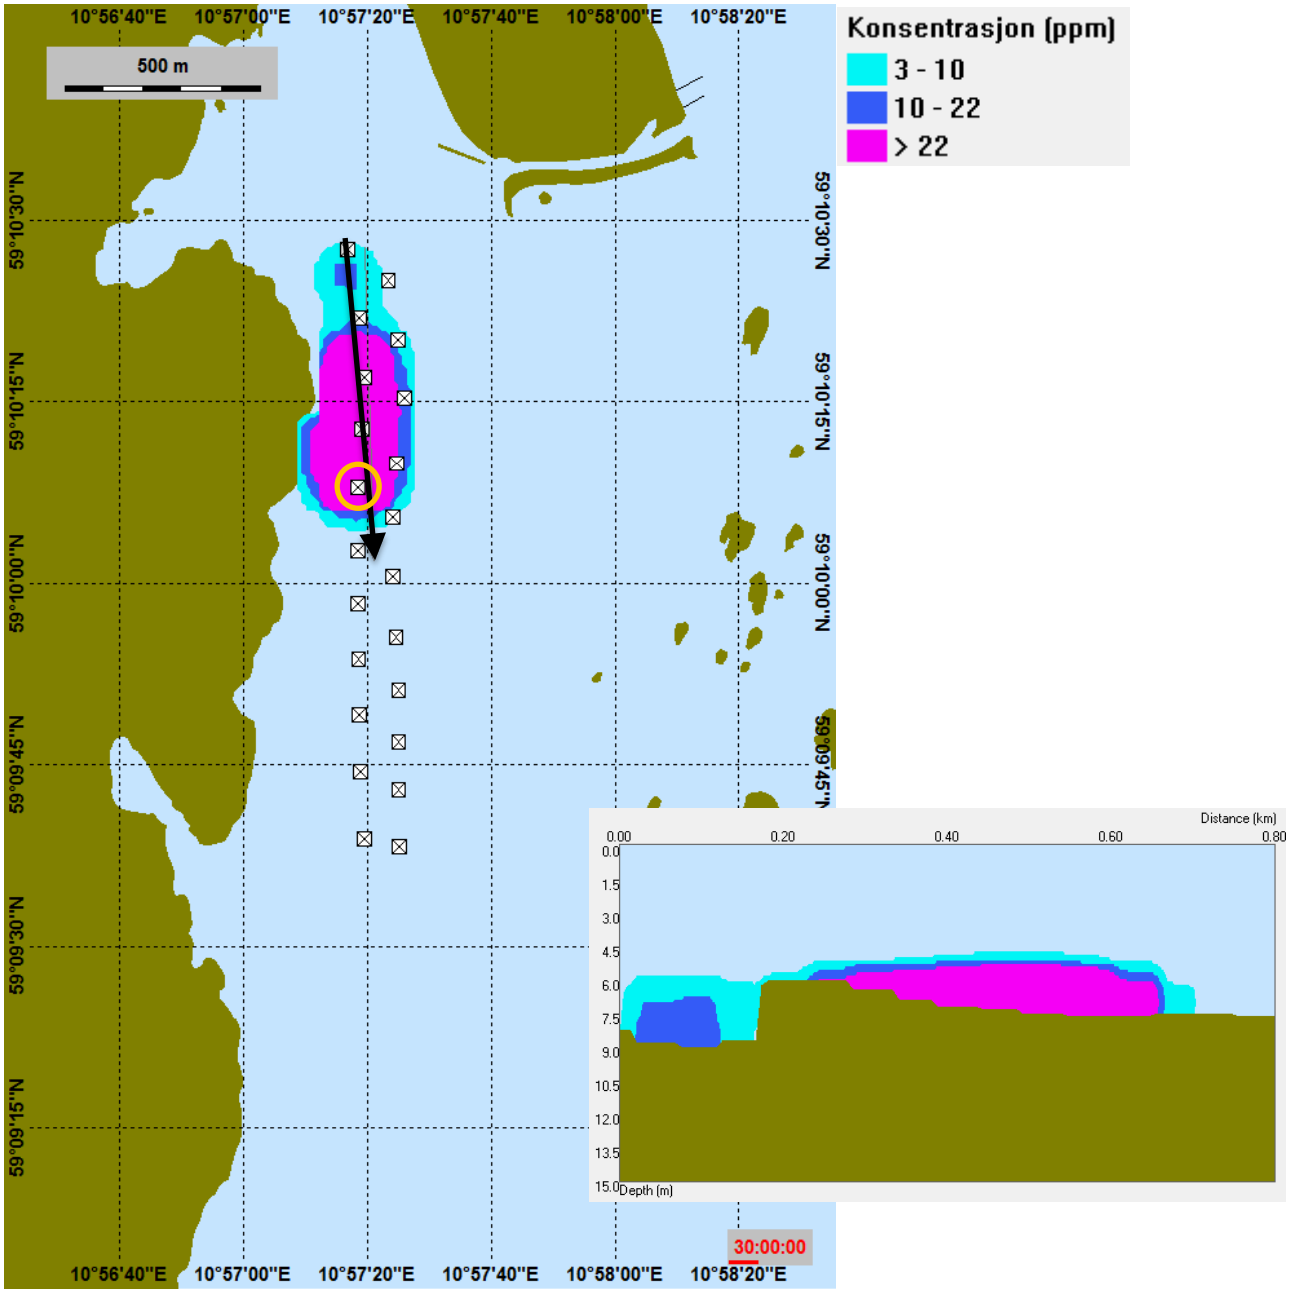 10°56'40"E 10°57'00"E 10°57'20"E 10°57'40"E 10°58'00"E 10°58'20"E
500 m
Konsentrasjon (ppm)
3 - 10
10 - 22
> 22
59°10'30"N 59°10'30"N
59°10'15"N 59°10'15"N
59°10'00"N 59°10'00"N
59°09'45"N 59°09'45"N
59°09'30"N
59°09'15"N
Distance (km)
0.00 0.20 0.40 0.60 0.80
0.0
1.5
3.0
4.5
6.0
7.5
9.0
10.5
12.0
13.5
15.0
Depth (m)
30:00:00
10°56'40"E 10°57'00"E 10°57'20"E 10°57'40"E 10°58'00"E 10°58'20"E